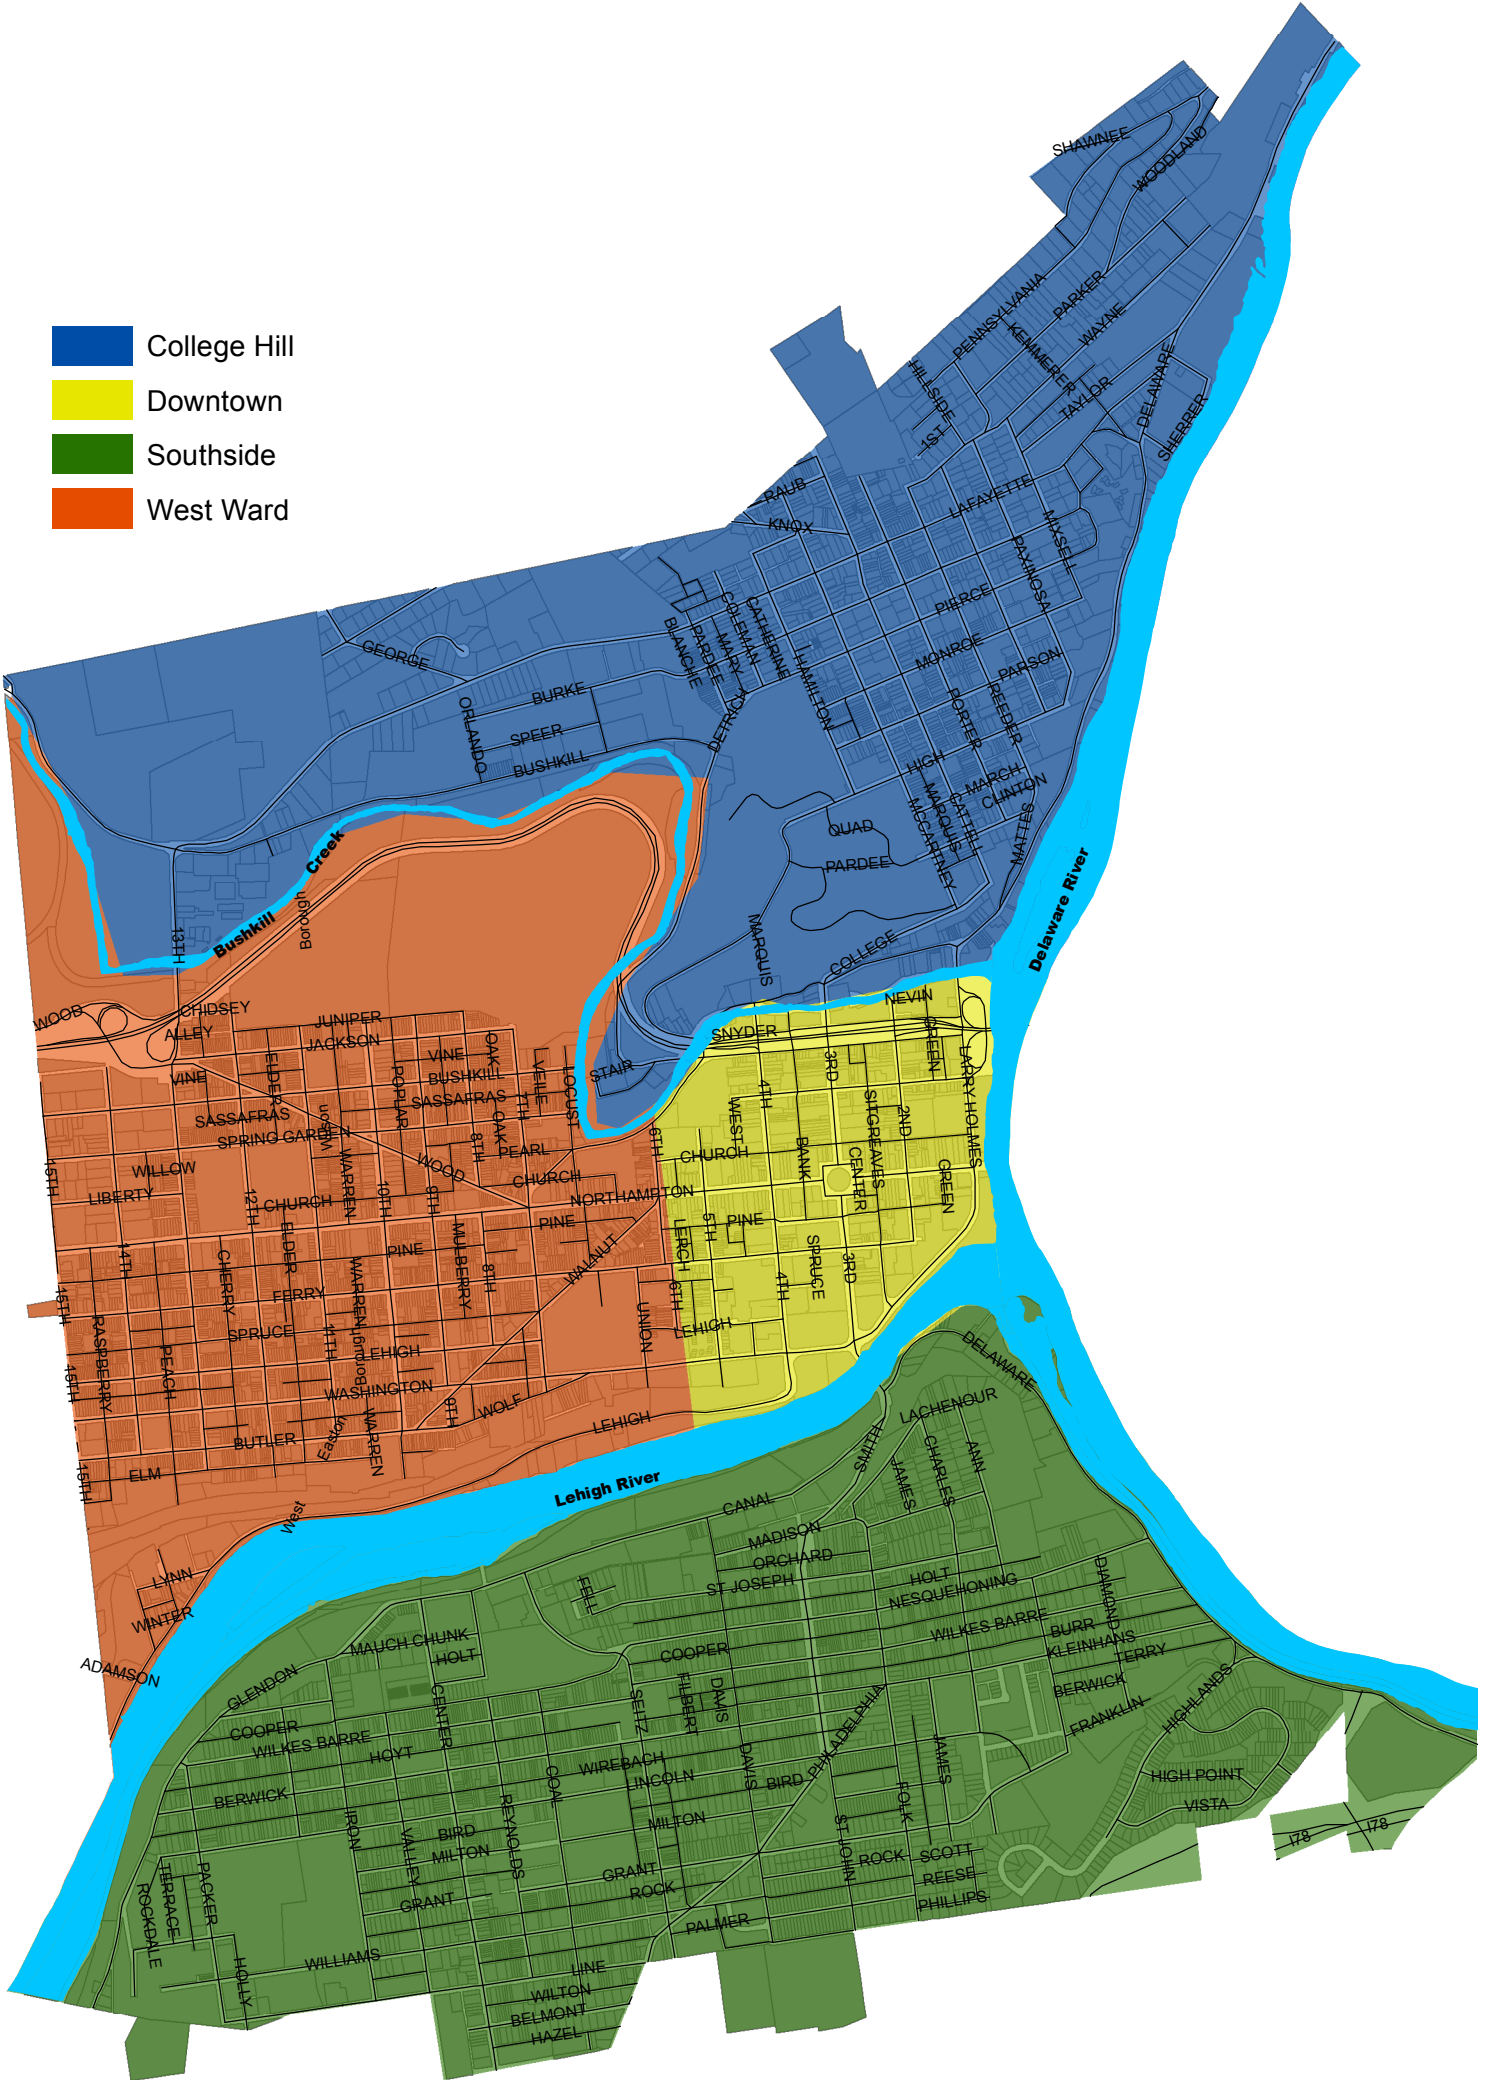 College Hill
Downtown
Southside
West Ward
SHAWNEE
WOODLAND
PENNSYLVANIA
PARKER
WAYNE
KEMMERER
HILLSIDE
1ST
TAYLOR
DELAWARE
SHERRER
RAUB
KNOX
LAFAYETTE
MIXSELL
PAXINOSA
PIERCE
MONROE
PARSON
CATHERINE
COLEMAN
MARY
PARDEE
BLANCHE
HAMILTON
DETRICK
GEORGE
BURKE
ORLANDO
SPEER
BUSHKILL
PORTER
REEDER
HIGH
MARCH
CLINTON
CATTELL
MARQUIS
MCCARTNEY
MATTES
QUAD
PARDEE
MARQUIS
COLLEGE
Delaware River
Creek
Bushkill
Borough
13TH
WOOD
CHIDSEY
ALLEY
JUNIPER
JACKSON
VINE
ELDER
VINE
BUSHKILL
SASSAFRAS
OAK
VEILE
LOCUST
POPLAR
7TH
OAK
8TH
PEARL
SASSAFRAS
SPRING GARDEN
Wilson
WARREN
WOOD
CHURCH
NORTHAMPTON
WILLOW
LIBERTY
15TH
12TH
CHURCH
10TH
9TH
PINE
ELDER
PINE
MULBERRY
8TH
WALNUT
14TH
CHERRY
FERRY
WARREN
15TH
RASPBERRY
SPRUCE
11TH
LEHIGH
Borough
UNION
PEACH
15TH
WASHINGTON
9TH
WOLF
LEHIGH
BUTLER
Easton
WARREN
ELM
15TH
West
LYNN
WINTER
ADAMSON
STAIR
SNYDER
NEVIN
GREEN
LARRY HOLMES
3RD
4TH
WEST
SITGREAVES
2ND
6TH
CHURCH
BANK
CENTER
GREEN
LERCH
5TH
PINE
SPRUCE
3RD
4TH
6TH
LEHIGH
Lehigh River
DELAWARE
LACHENOUR
SMITH
ANN
CHARLES
JAMES
CANAL
MADISON
ORCHARD
ST JOSEPH
FELL
HOLT
NESQUEHONING
DIAMOND
WILKES BARRE
BURR
KLEINHANS
TERRY
BERWICK
FRANKLIN
HIGHLANDS
MAUCH CHUNK
HOLT
GLENDON
COOPER
CENTER
COOPER
WILKES BARRE
HOYT
SEITZ
FILBERT
DAVIS
PHILADELPHIA
BERWICK
WIREBACH
LINCOLN
DAVIS
BIRD
JAMES
FOLK
COAL
REYNOLDS
IRON
VALLEY
BIRD
MILTON
MILTON
ST JOHN
HIGH POINT
VISTA
I78
I78
ROCK
SCOTT
REESE
PHILLIPS
GRANT
ROCK
GRANT
PACKER
TERRACE
ROCKDALE
PALMER
WILLIAMS
HOLLY
LINE
WILTON
BELMONT
HAZEL